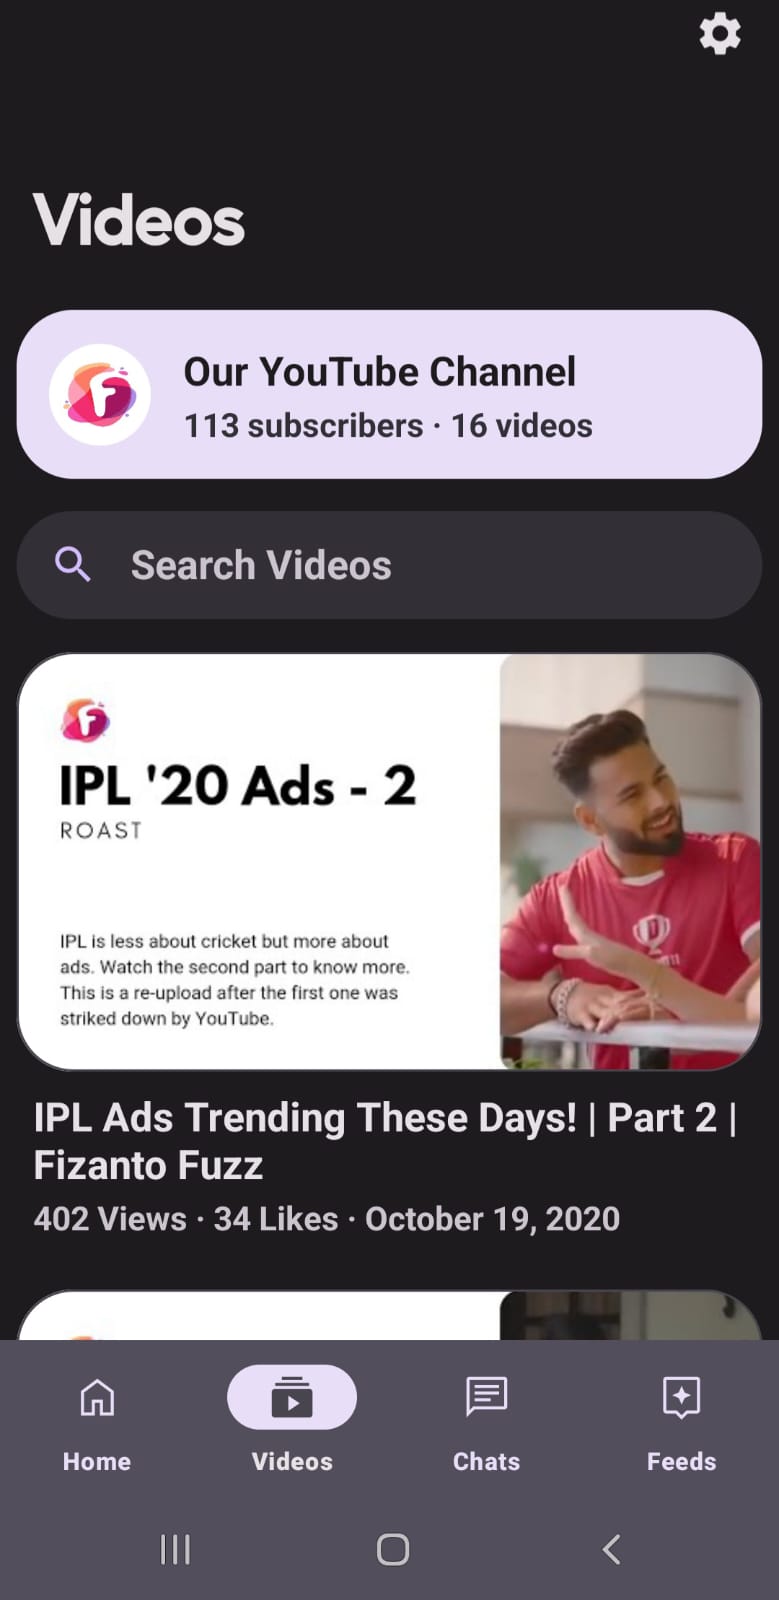 Videos
Our YouTube Channel
113 subscribers · 16 videos
Search Videos
F
IPL '20 Ads - 2
ROAST
IPL is less about cricket but more about
ads. Watch the second part to know more.
This is a re-upload after the first one was
striked down by YouTube.
IPL Ads Trending These Days! | Part 2 |
Fizanto Fuzz
402 Views · 34 Likes · October 19, 2020
Home
Videos
Chats
Feeds